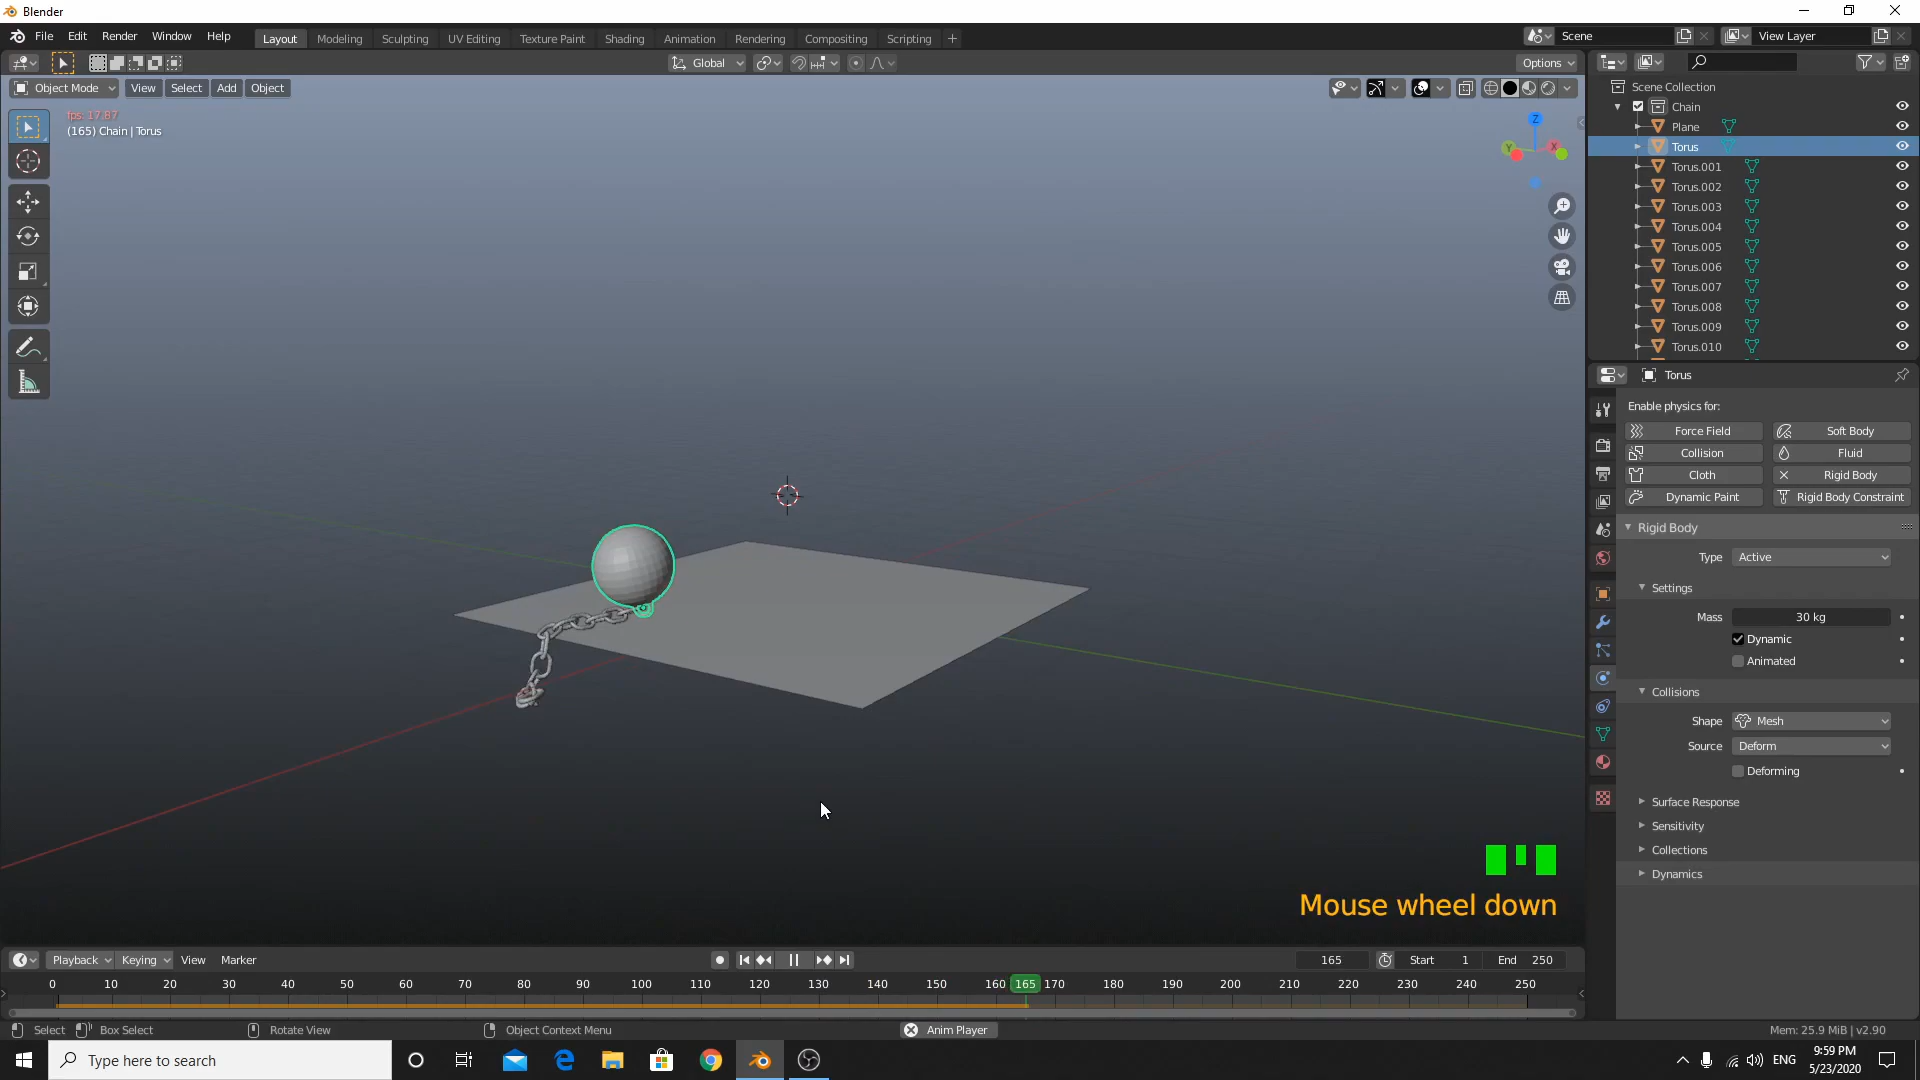 Blender
File Edit Render Window Help
Layout Modeling Sculpting UV Editing Texture Paint Shading Animation Rendering Compositing Scripting +
Scene
View Layer
Global
Options
Object Mode View Select Add Object
fps: 17.87
(165) Chain | Torus
Z
Y
X
Scene Collection
Chain
Plane
Torus
Torus.001
Torus.002
Torus.003
Torus.004
Torus.005
Torus.006
Torus.007
Torus.008
Torus.009
Torus.010
Torus
Enable physics for:
Force Field Soft Body
Collision Fluid
Cloth Rigid Body
Dynamic Paint Rigid Body Constraint
Rigid Body
Type Active
Settings
Mass 30 kg
Dynamic
Animated
Collisions
Shape Mesh
Source Deform
Deforming
Surface Response
Sensitivity
Collections
Dynamics
Mouse wheel down
Playback Keying View Marker
165 Start 1 End 250
0 10 20 30 40 50 60 70 80 90 100 110 120 130 140 150 160 165 170 180 190 200 210 220 230 240 250
Select Box Select Rotate View Object Context Menu Anim Player Mem: 25.9 MiB | v2.90
Type here to search
ENG
9:59 PM
5/23/2020